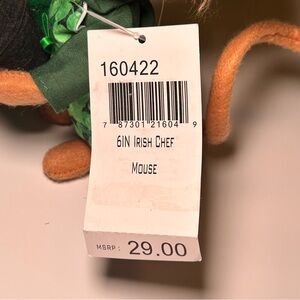 160422
7 87301 21604 9
6IN IRISH CHEF
MOUSE
MSRP: 29.00